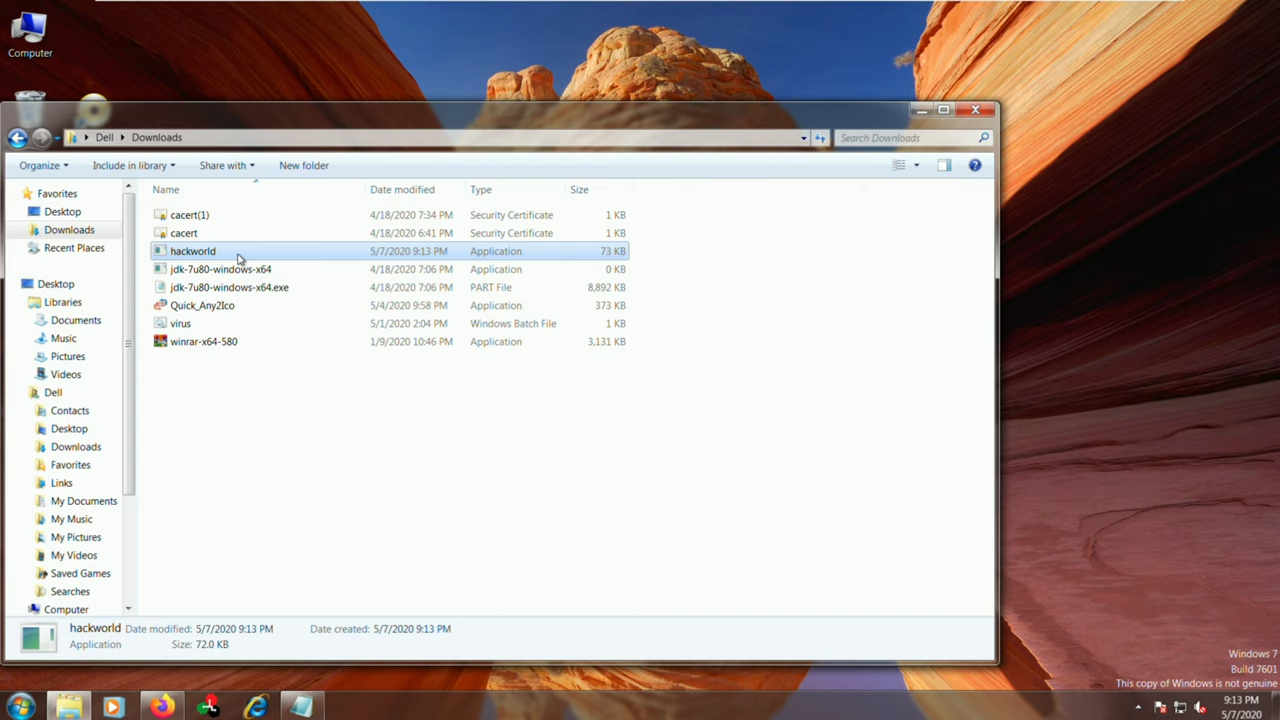 Computer
Dell Downloads
Search Downloads
Organize Include in library Share with New folder
Name Date modified Type Size
Favorites
Desktop
Downloads
Recent Places
Desktop
Libraries
Documents
Music
Pictures
Videos
Dell
Contacts
Desktop
Downloads
Favorites
Links
My Documents
My Music
My Pictures
My Videos
Saved Games
Searches
Computer
cacert(1) 4/18/2020 7:34 PM Security Certificate 1 KB
cacert 4/18/2020 6:41 PM Security Certificate 1 KB
hackworld 5/7/2020 9:13 PM Application 73 KB
jdk-7u80-windows-x64 4/18/2020 7:06 PM Application 0 KB
jdk-7u80-windows-x64.exe 4/18/2020 7:06 PM PART File 8,892 KB
Quick_Any2Ico 5/4/2020 9:58 PM Application 373 KB
virus 5/1/2020 2:04 PM Windows Batch File 1 KB
winrar-x64-580 1/9/2020 10:46 PM Application 3,131 KB
hackworld Date modified: 5/7/2020 9:13 PM Date created: 5/7/2020 9:13 PM
Application Size: 72.0 KB
Windows 7
Build 7601
This copy of Windows is not genuine
9:13 PM
5/7/2020